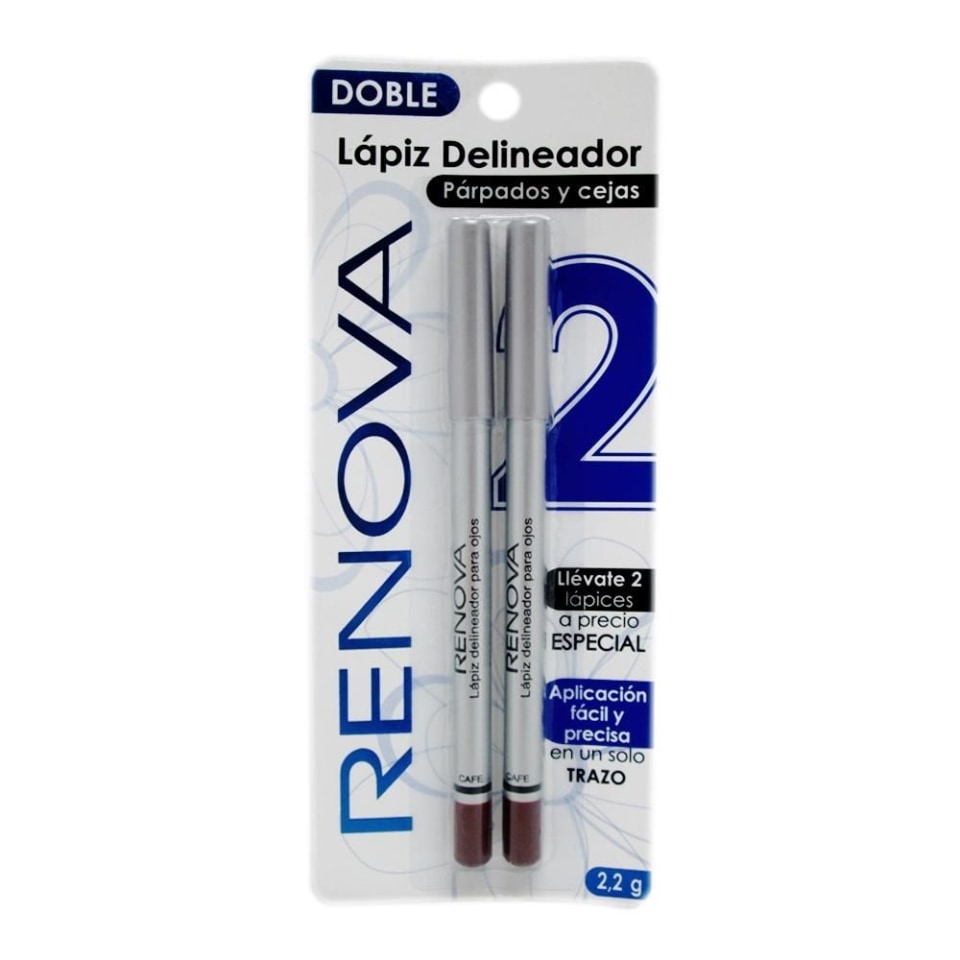 DOBLE
Lápiz Delineador
Párpados y cejas
RENOVA
2
RENOVA
Lápiz delineador para ojos
CAFE
RENOVA
Lápiz delineador para ojos
CAFE
Llévate 2
lápices
a precio
ESPECIAL
Aplicación
fácil y
precisa
en un solo
TRAZO
2,2 g